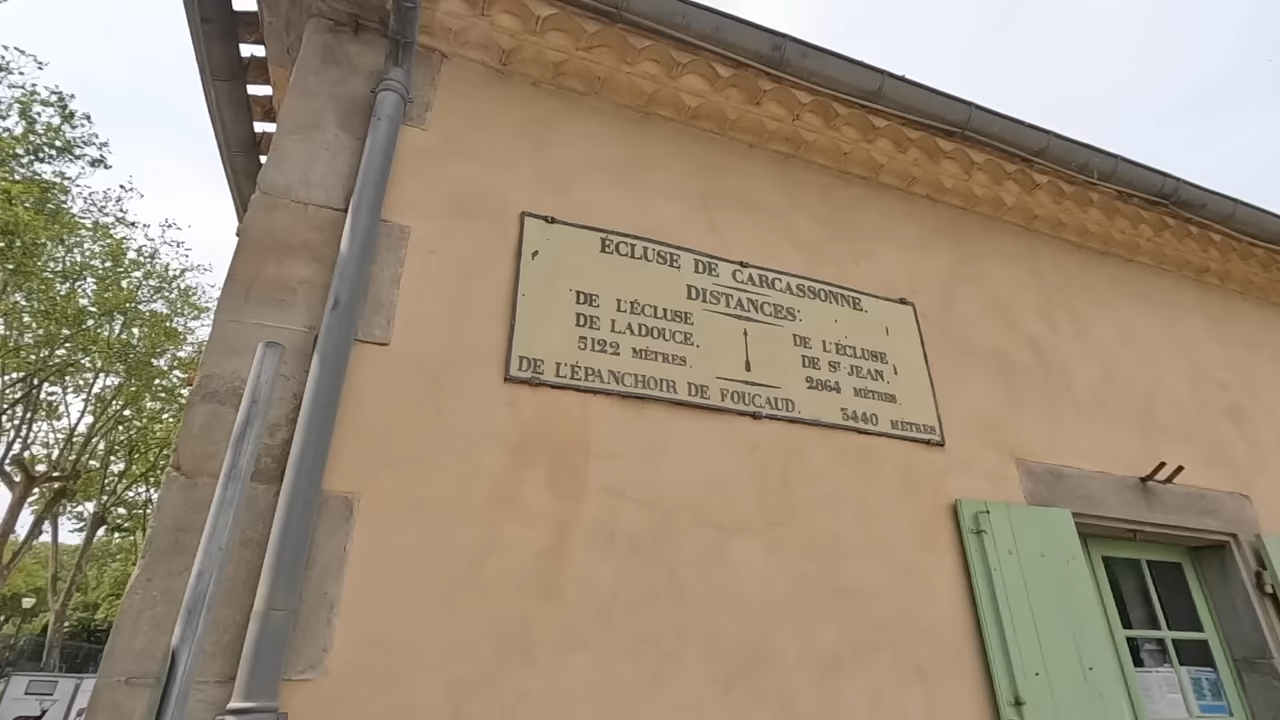 ÉCLUSE DE CARCASSONNE.
DISTANCES:
DE L'ÉCLUSE
DE LADOUCE.
5122 MÈTRES.
DE L'ÉCLUSE
DE ST. JEAN.
2864 MÈTRES.
DE L'ÉPANCHOIR DE FOUCAUD. 3440 MÈTRES.